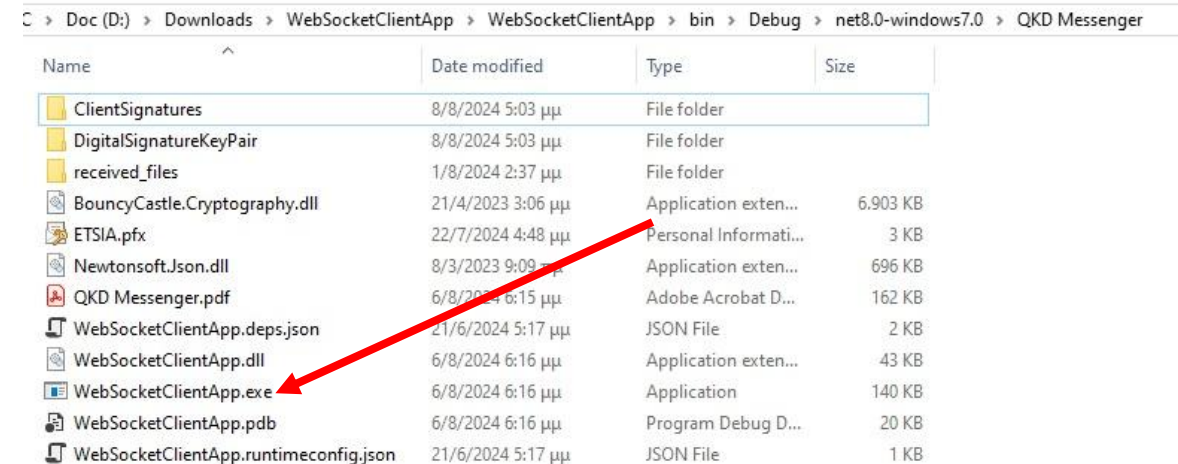 C > Doc (D:) > Downloads > WebSocketClientApp > WebSocketClientApp > bin > Debug > net8.0-windows7.0 > QKD Messenger
Name Date modified Type Size
ClientSignatures 8/8/2024 5:03 μμ File folder
DigitalSignatureKeyPair 8/8/2024 5:03 μμ File folder
received_files 1/8/2024 2:37 μμ File folder
BouncyCastle.Cryptography.dll 21/4/2023 3:06 μμ Application exten... 6.903 KB
ETSIA.pfx 22/7/2024 4:48 μμ Personal Informati... 3 KB
Newtonsoft.Json.dll 8/3/2023 9:09 μμ Application exten... 696 KB
QKD Messenger.pdf 6/8/2024 6:15 μμ Adobe Acrobat D... 162 KB
WebSocketClientApp.deps.json 21/6/2024 5:17 μμ JSON File 2 KB
WebSocketClientApp.dll 6/8/2024 6:16 μμ Application exten... 43 KB
WebSocketClientApp.exe 6/8/2024 6:16 μμ Application 140 KB
WebSocketClientApp.pdb 6/8/2024 6:16 μμ Program Debug D... 20 KB
WebSocketClientApp.runtimeconfig.json 21/6/2024 5:17 μμ JSON File 1 KB